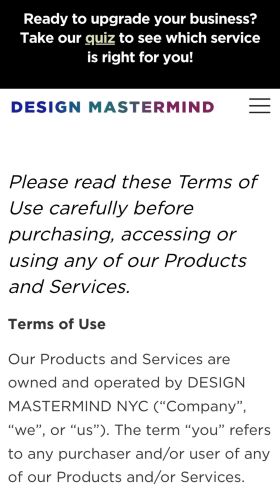 Ready to upgrade your business?
Take our quiz to see which service
is right for you!
DESIGN MASTERMIND
Please read these Terms of
Use carefully before
purchasing, accessing or
using any of our Products
and Services.
Terms of Use
Our Products and Services are
owned and operated by DESIGN
MASTERMIND NYC (“Company”,
“we”, or “us”). The term “you” refers
to any purchaser and/or user of any
of our Products and/or Services.